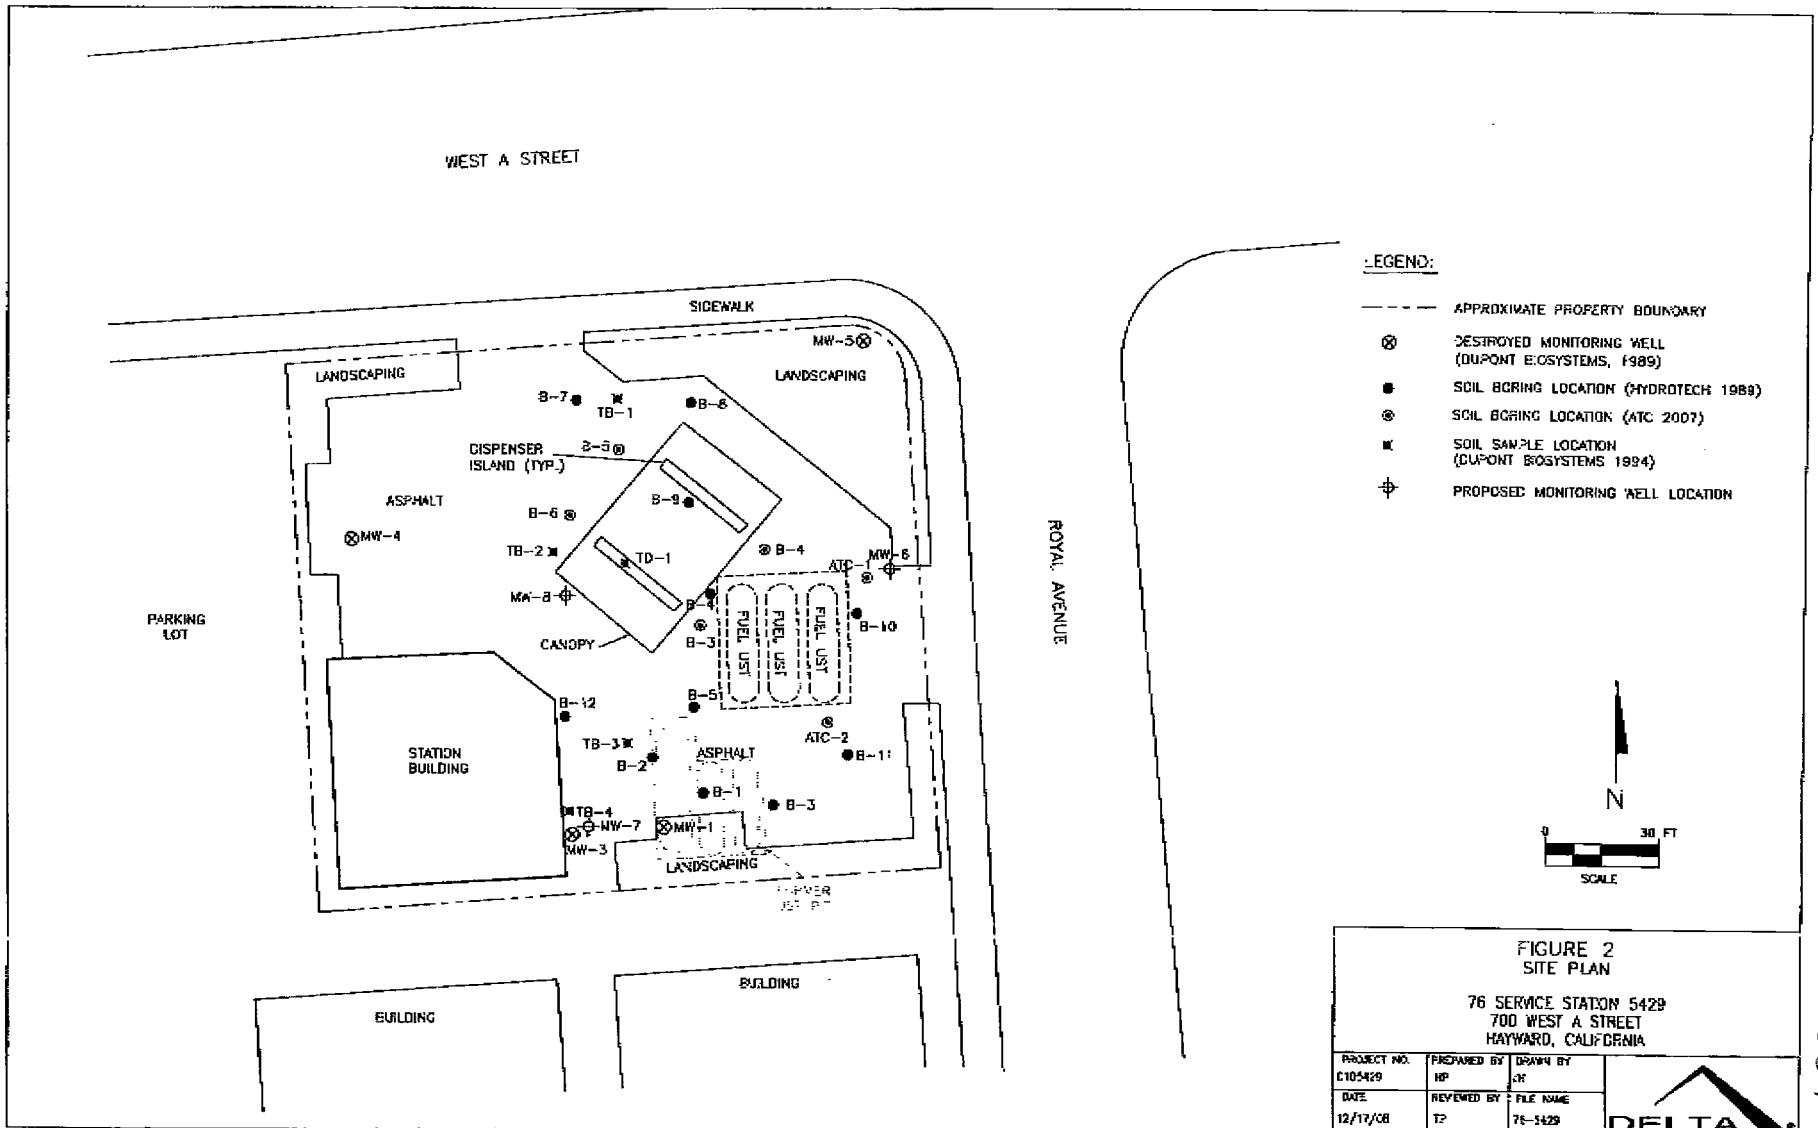 WEST A STREET
SIDEWALK
LANDSCAPING
MW-5
LANDSCAPING
B-7
TB-1
B-8
DISPENSER
ISLAND (TYP.)
B-5
ASPHALT
B-9
B-6
MW-4
TB-2
TD-1
B-4
MW-6
ATC-1
ROYAL AVENUE
MW-8
B-4
B-10
PARKING
LOT
CANOPY
B-3
FUEL UST
FUEL UST
FUEL UST
B-12
B-5
STATION
BUILDING
TB-3
B-2
ASPHALT
ATC-2
B-11
B-1
B-3
TB-4
MW-7
MW-1
MW-3
LANDSCAPING
BUILDING
BUILDING
LEGEND:
APPROXIMATE PROPERTY BOUNDARY
DESTROYED MONITORING WELL
(DUPONT BIOSYSTEMS, 1989)
SOIL BORING LOCATION (HYDROTECH 1989)
SOIL BORING LOCATION (ATC 2007)
SOIL SAMPLE LOCATION
(DUPONT BIOSYSTEMS 1994)
PROPOSED MONITORING WELL LOCATION
N
0 30 FT
SCALE
FIGURE 2
SITE PLAN
76 SERVICE STATION 5429
700 WEST A STREET
HAYWARD, CALIFORNIA
PROJECT NO. PREPARED BY DRAWN BY
C105429 HP
DATE REVIEWED BY FILE NAME
12/17/08 TP 76-5429
DELTA